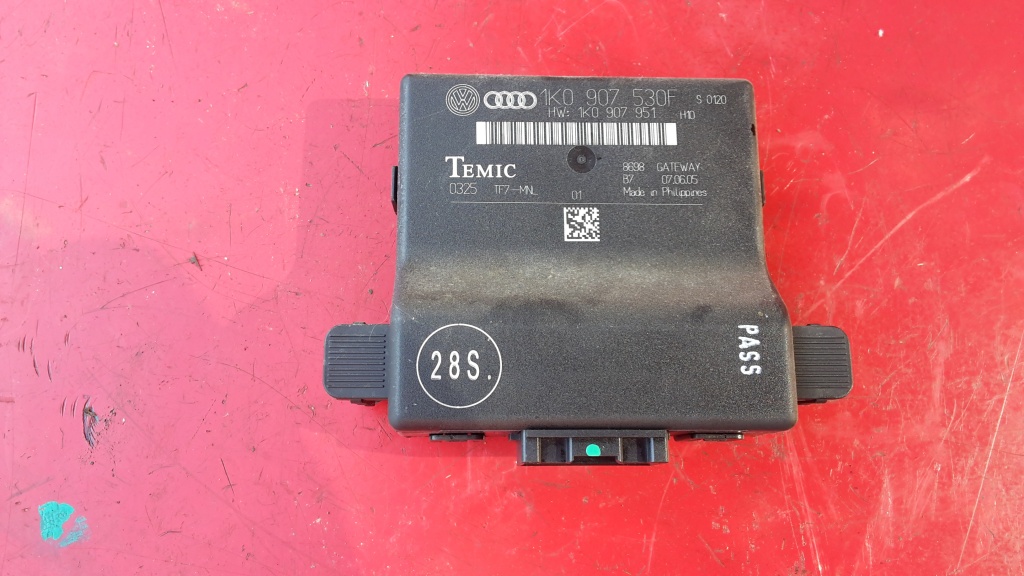 1K0 907 530F S 0120
HW: 1K0 907 951 H10
TEMIC
8698 GATEWAY
0325 TF7-MNL 01
B7 07.06.05
Made in Philippines
28S.
PASS